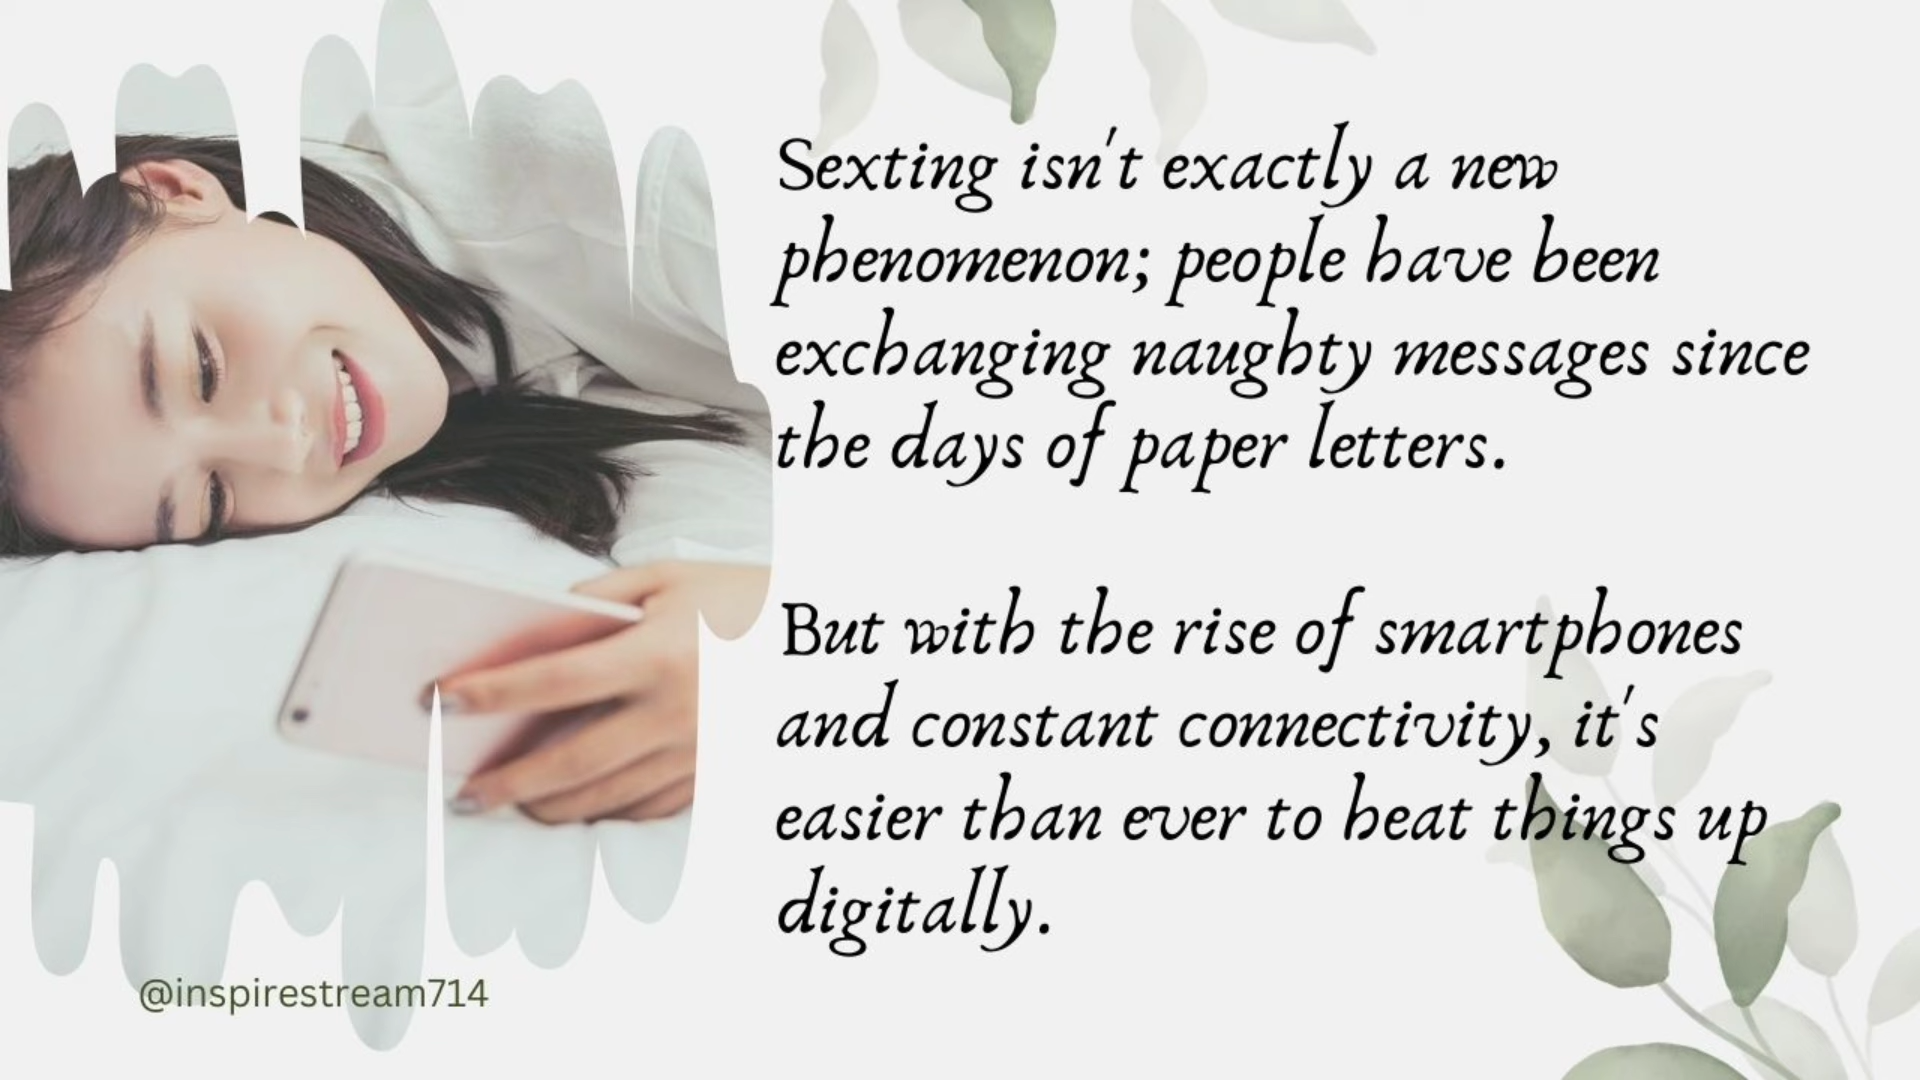 Sexting isn't exactly a new
phenomenon; people have been
exchanging naughty messages since
the days of paper letters.
But with the rise of smartphones
and constant connectivity, it's
easier than ever to heat things up
digitally.
@inspirestream714